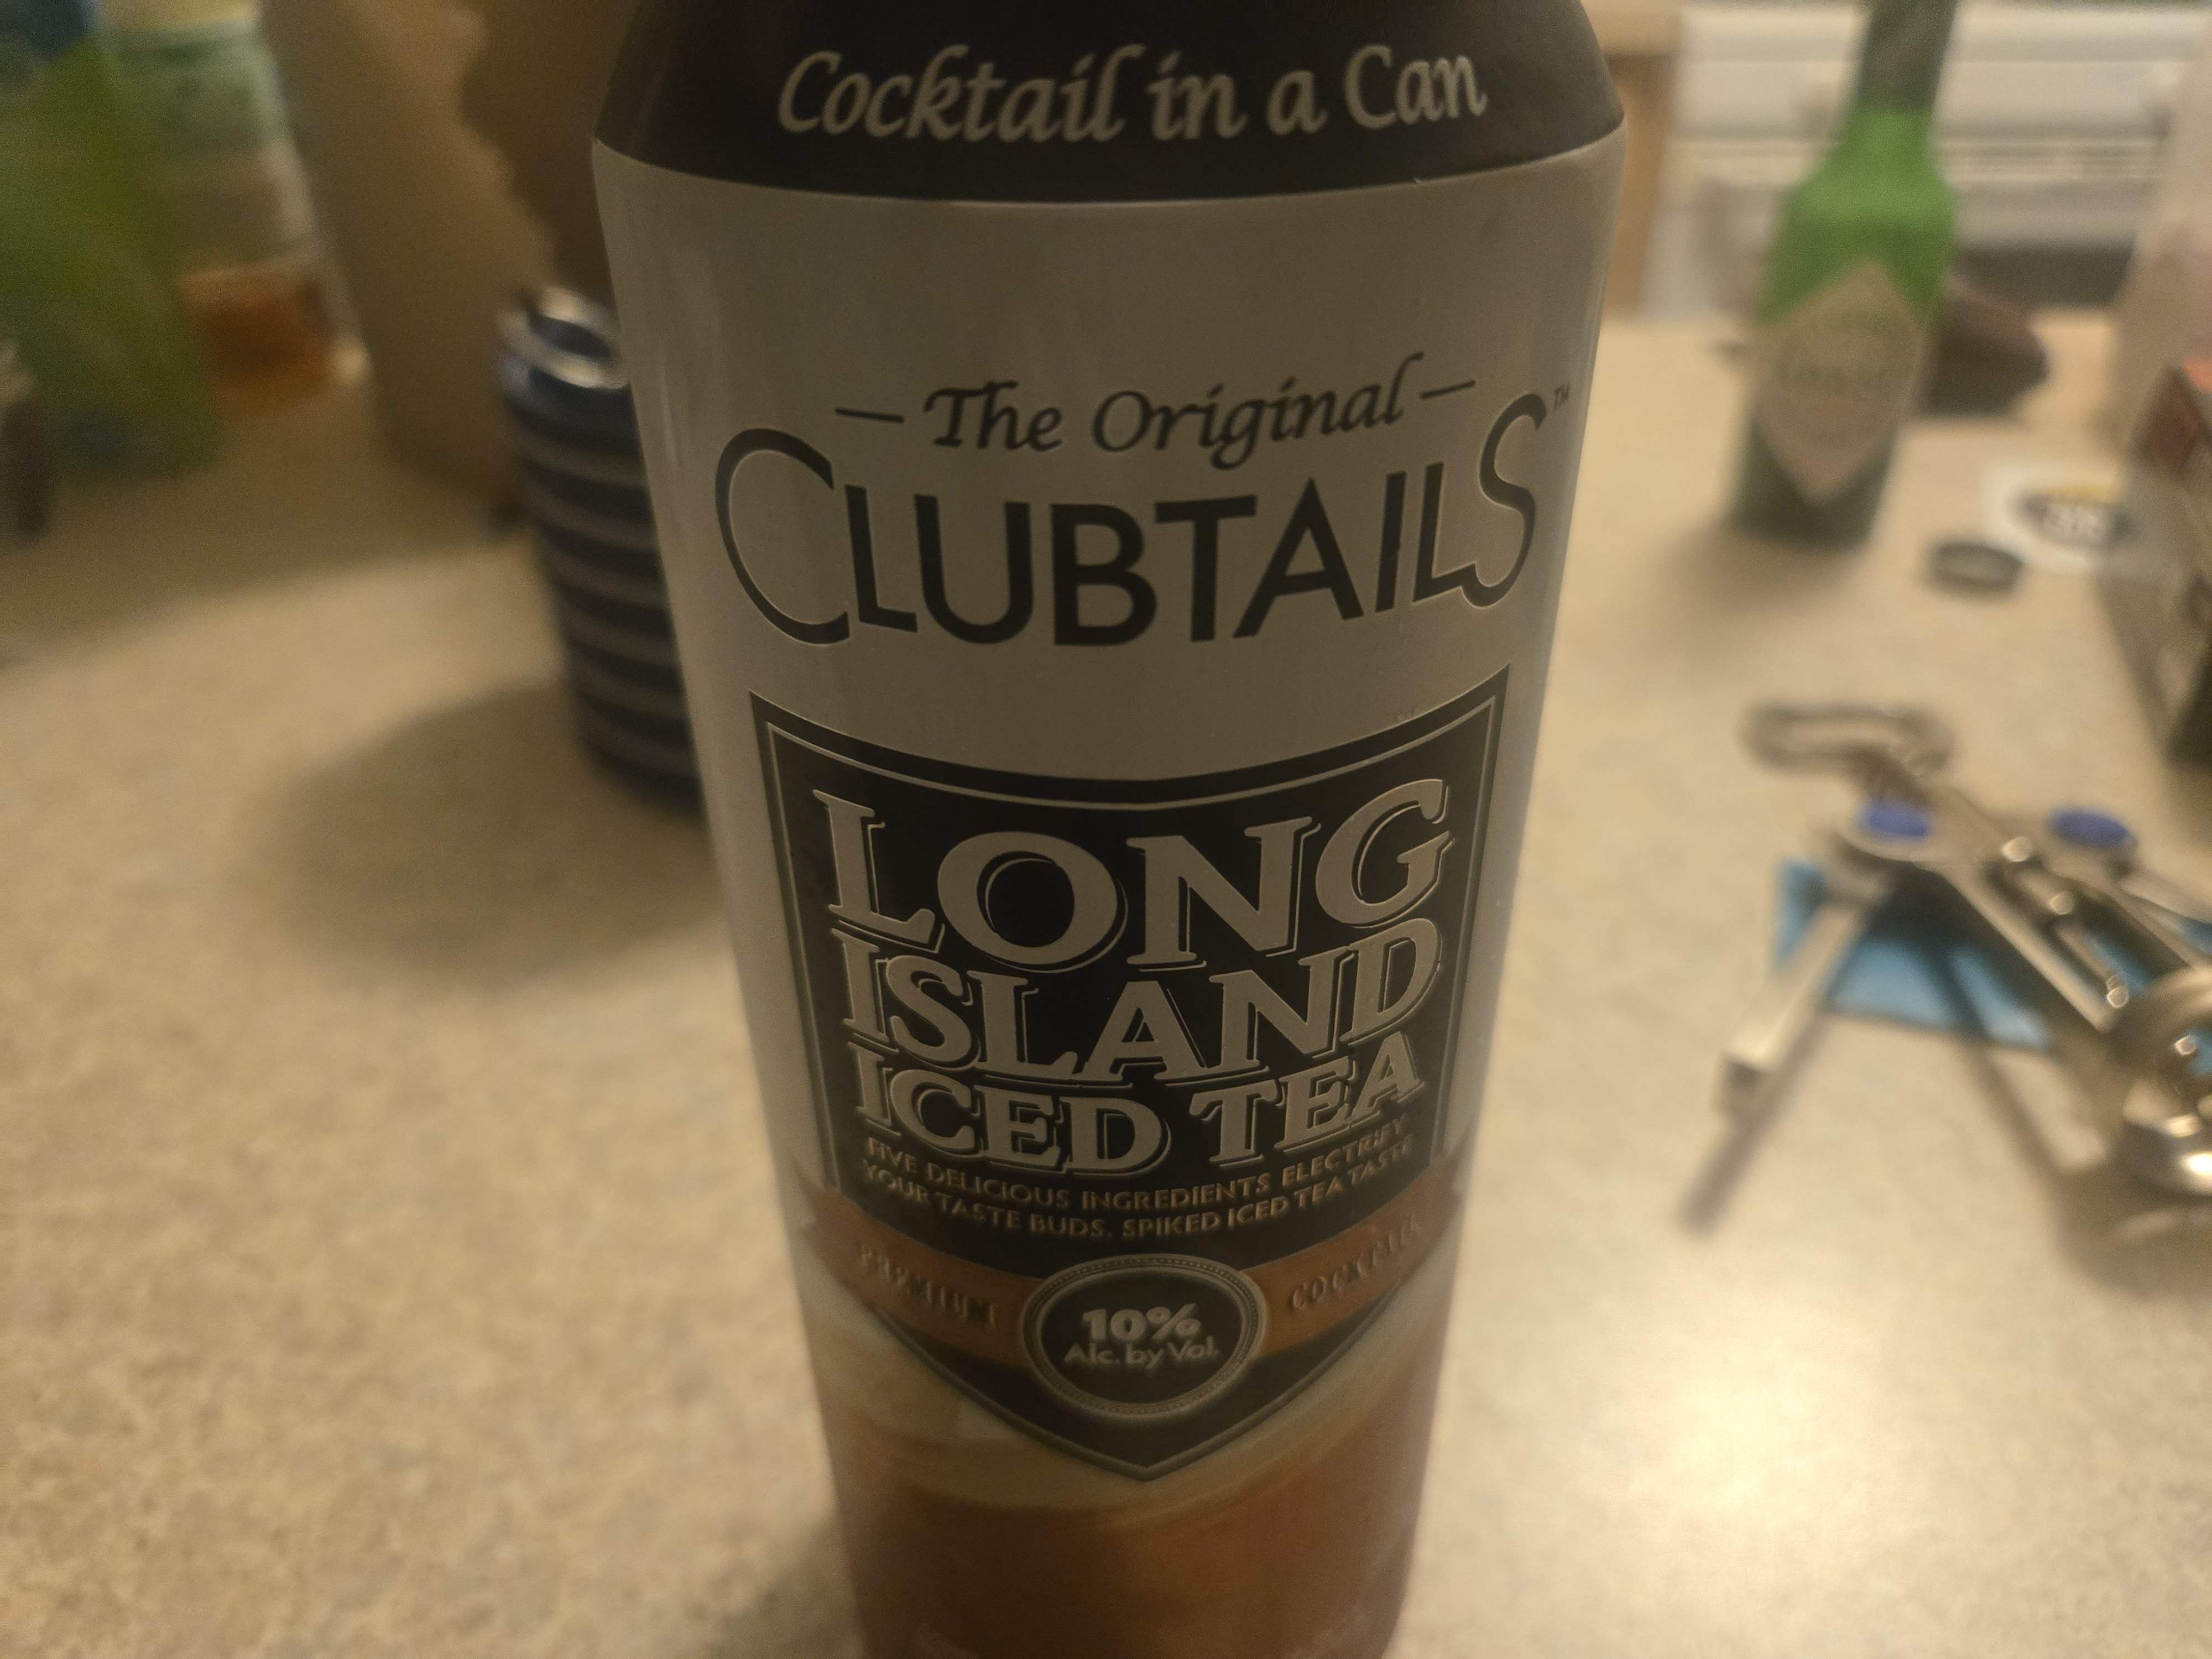 Cocktail in a Can
— The Original —
CLUBTAILS™
LONG
ISLAND
ICED TEA
FIVE DELICIOUS INGREDIENTS ELECTRIFY
YOUR TASTE BUDS. SPIKED ICED TEA TASTE
PREMIUM COCKTAIL
10%
Alc. by Vol.